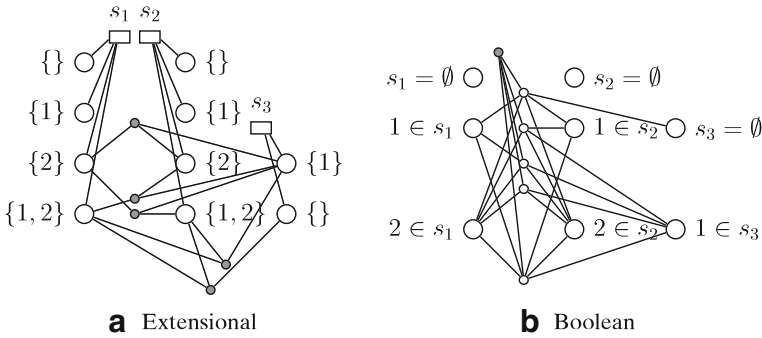 s₁ s₂
{} {}
{1} {1} s₃
{2} {2} {1}
{1, 2} {1, 2} {}
a Extensional
s₁ = ∅ s₂ = ∅
1 ∈ s₁ 1 ∈ s₂ s₃ = ∅
2 ∈ s₁ 2 ∈ s₂ 1 ∈ s₃
b Boolean